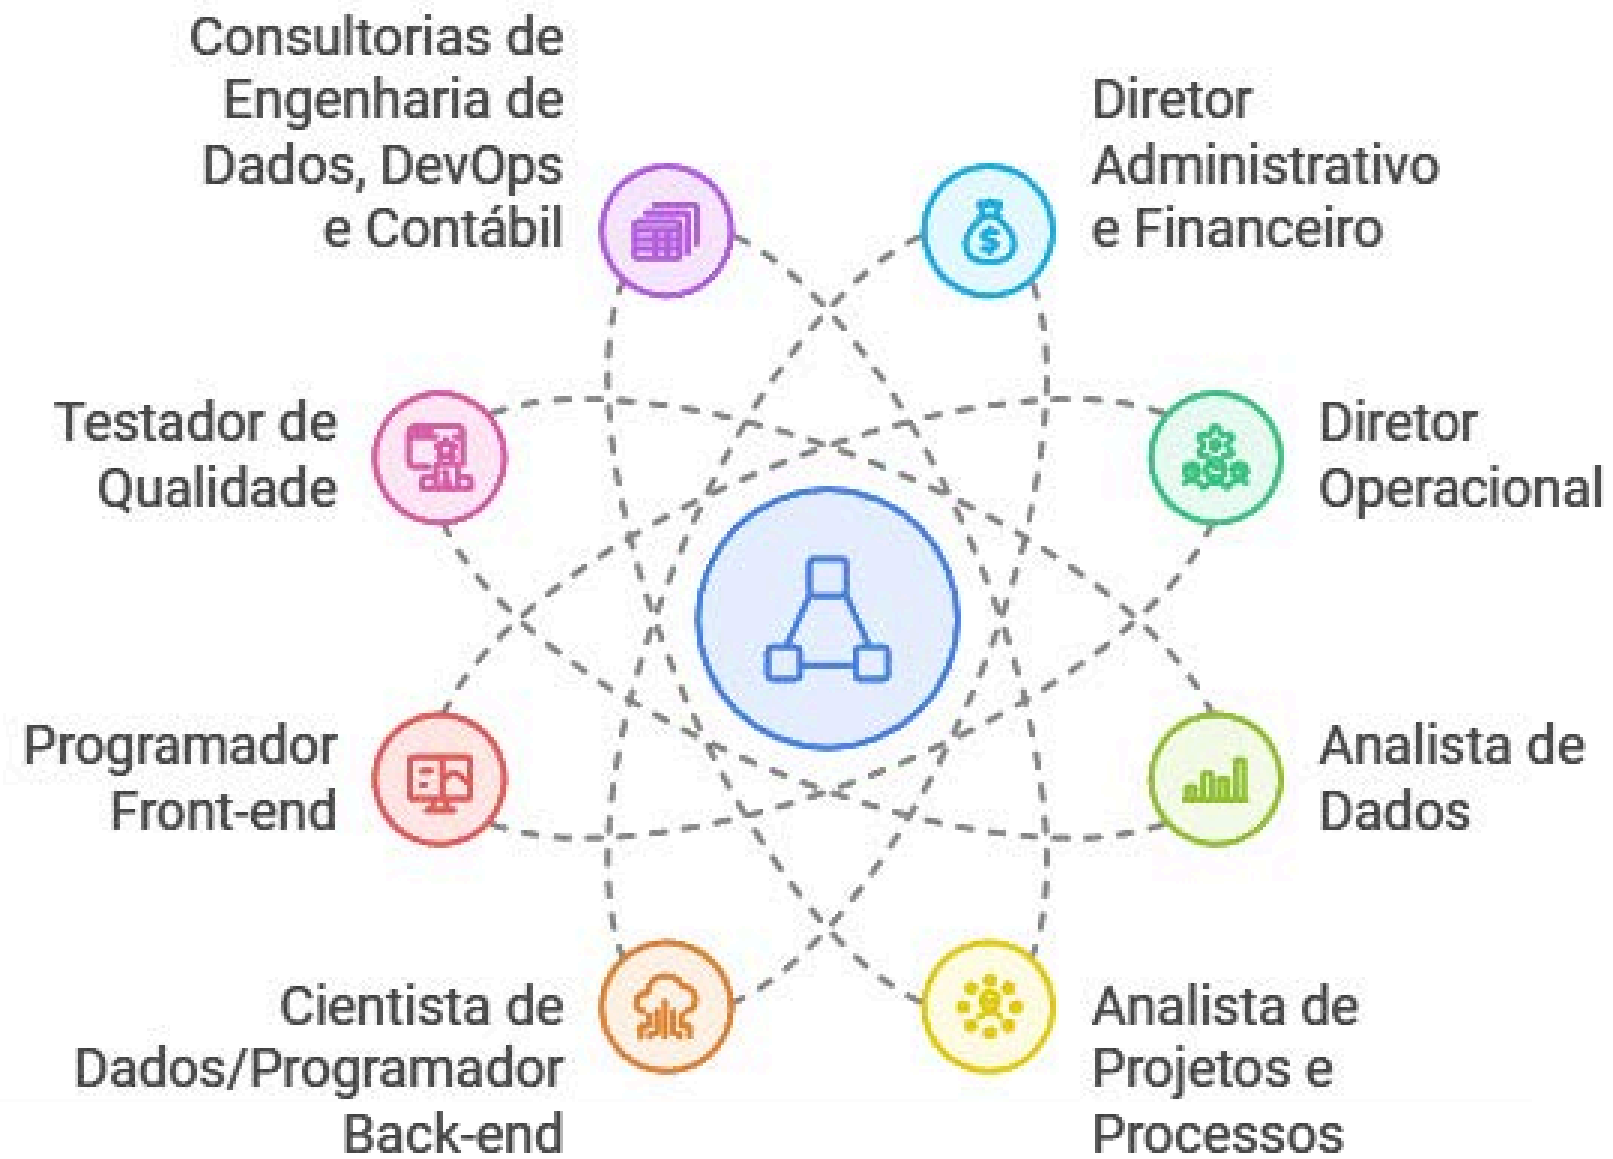 Consultorias de
Engenharia de
Dados, DevOps
e Contábil
Diretor
Administrativo
e Financeiro
$
Testador de
Qualidade
Diretor
Operacional
Programador
Front-end
Analista de
Dados
Cientista de
Dados/Programador
Back-end
Analista de
Projetos e
Processos